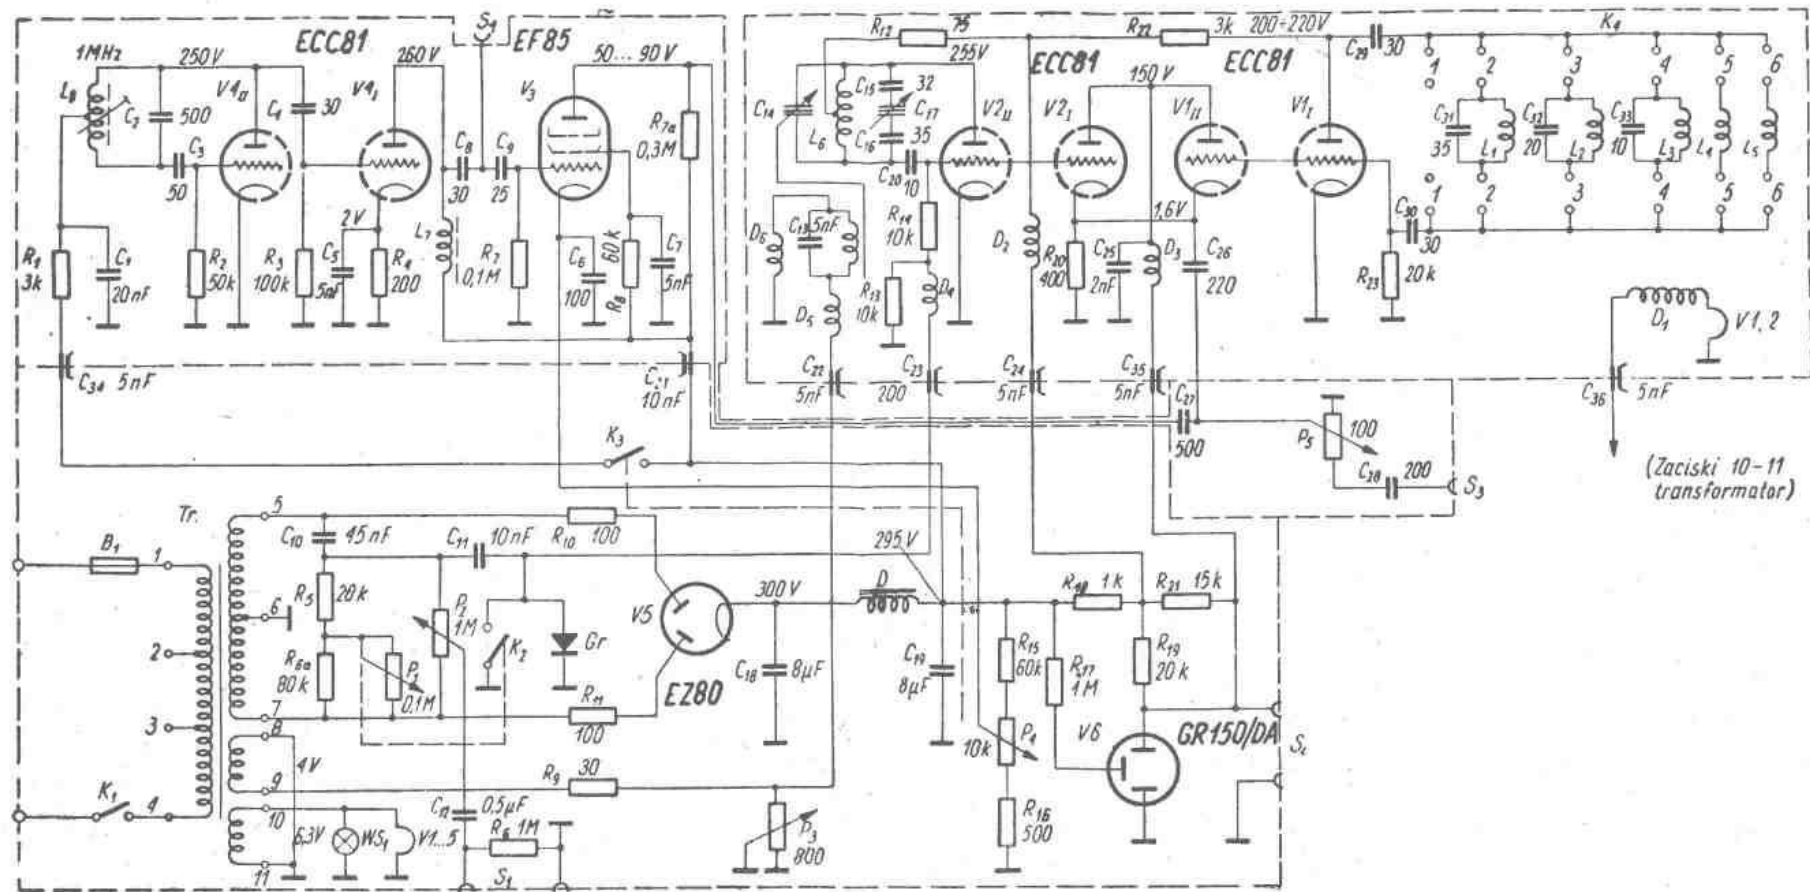 1MHz
250V
ECC81
260V
S4
EF85
50...90V
R12
75
R22
3k
200÷220V
K4
L8
C2
500
V4II
C4
30
V4I
V3
R7a
0,3M
255V
C14
L6
C15
32
C17
C16
35
V2II
ECC81
V2I
150V
V1II
ECC81
V1I
C29
30
1
2
3
4
5
6
C31
35
L1
C32
20
L2
C33
10
L3
L4
L5
1
2
3
4
5
6
C3
50
C8
30
C9
25
C20
10
2V
1,6V
C30
30
R1
3k
C1
20nF
R2
50k
R3
100k
C5
5nF
R4
200
L7
R7
0,1M
C6
100
60k
R8
C7
5nF
D6
C13
5nF
D5
R14
10k
R13
10k
D4
D2
R20
400
C25
2nF
D3
C26
220
R23
20k
D1
V1,2
C34
5nF
C21
10nF
C22
5nF
C23
200
C24
5nF
C35
5nF
C27
500
C36
5nF
K3
P5
100
C28
200
S3
(Zaciski 10-11
transformator)
Tr.
B1
1
2
3
4
K1
5
6
7
8
9
10
11
C10
45nF
C11
10nF
R10
100
R5
20k
R6a
80k
P1
0,1M
P2
1M
K2
Gr
V5
EZ80
R11
100
300V
D
295V
C18
8µF
C19
8µF
R18
1k
R21
15k
R15
60k
R17
1M
R19
20k
P4
10k
V6
GR150/DA
R16
500
4V
R9
30
C12
0,5µF
R6
1M
6,3V
WS1
V1...5
S1
P3
800